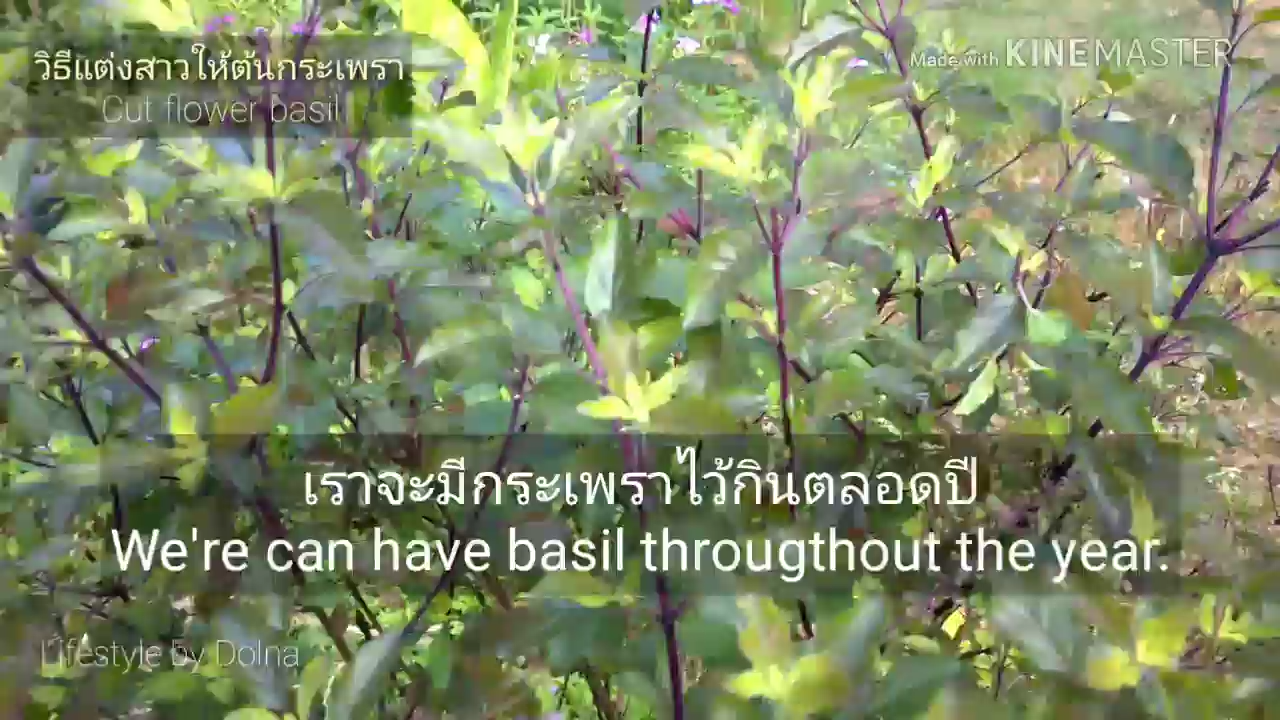 วิธีแต่งสาวให้ต้นกระเพรา
Cut flower basil
Made with KINEMASTER
เราจะมีกระเพราไว้กินตลอดปี
We're can have basil througthout the year.
Lifestyle by Dolna